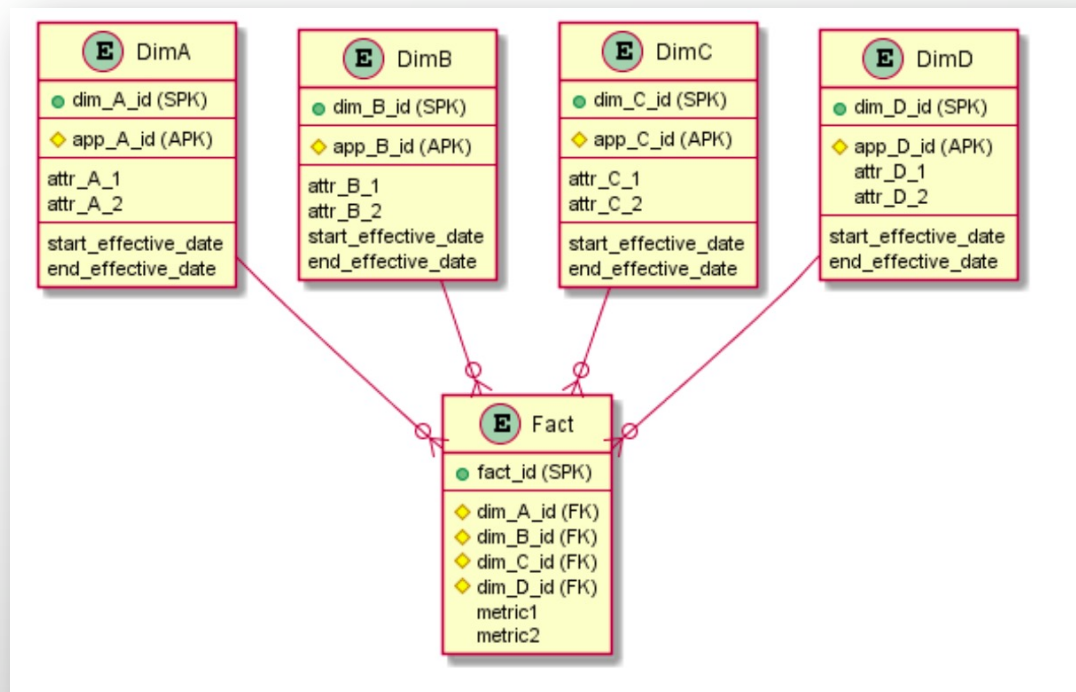 E DimA
dim_A_id (SPK)
app_A_id (APK)
attr_A_1
attr_A_2
start_effective_date
end_effective_date
E DimB
dim_B_id (SPK)
app_B_id (APK)
attr_B_1
attr_B_2
start_effective_date
end_effective_date
E DimC
dim_C_id (SPK)
app_C_id (APK)
attr_C_1
attr_C_2
start_effective_date
end_effective_date
E DimD
dim_D_id (SPK)
app_D_id (APK)
attr_D_1
attr_D_2
start_effective_date
end_effective_date
E Fact
fact_id (SPK)
dim_A_id (FK)
dim_B_id (FK)
dim_C_id (FK)
dim_D_id (FK)
metric1
metric2